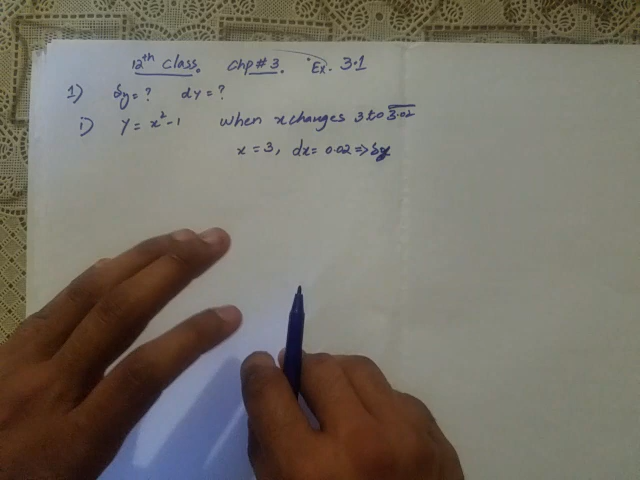 12th Class. Chp # 3. Ex. 3.1
1) δy = ? dy = ?
i) y = x² - 1 when x changes 3 to 3.02
x = 3, dx = 0.02 => δx